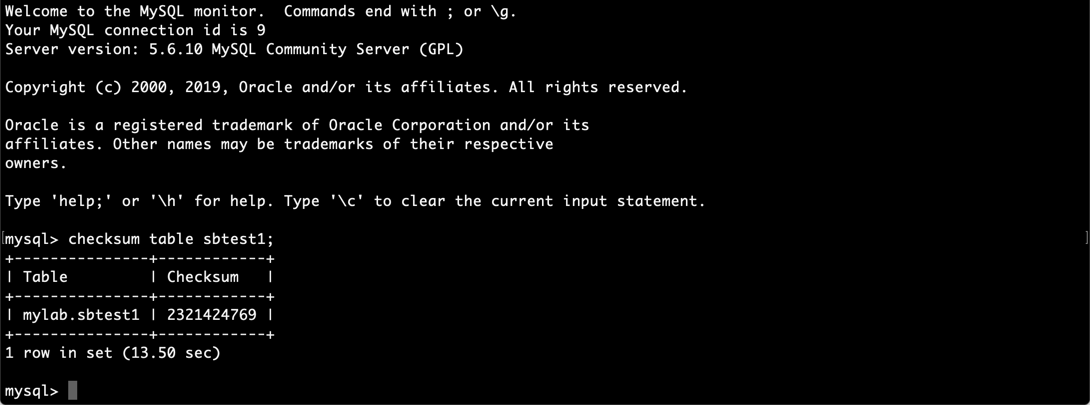 Welcome to the MySQL monitor.  Commands end with ; or \g.
Your MySQL connection id is 9
Server version: 5.6.10 MySQL Community Server (GPL)

Copyright (c) 2000, 2019, Oracle and/or its affiliates. All rights reserved.

Oracle is a registered trademark of Oracle Corporation and/or its
affiliates. Other names may be trademarks of their respective
owners.

Type 'help;' or '\h' for help. Type '\c' to clear the current input statement.

mysql> checksum table sbtest1;
+---------------+------------+
| Table         | Checksum   |
+---------------+------------+
| mylab.sbtest1 | 2321424769 |
+---------------+------------+
1 row in set (13.50 sec)

mysql>